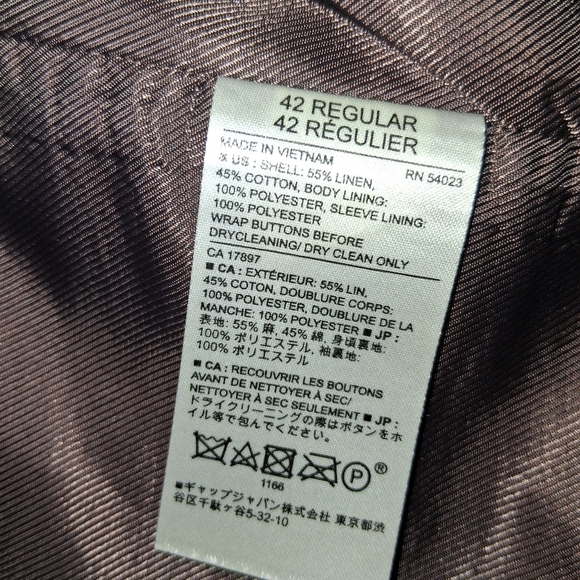 42 REGULAR
42 RÉGULIER
MADE IN VIETNAM RN 54023
& US : SHELL: 55% LINEN,
45% COTTON, BODY LINING:
100% POLYESTER, SLEEVE LINING:
100% POLYESTER
WRAP BUTTONS BEFORE
DRYCLEANING/ DRY CLEAN ONLY
CA 17897
■ CA : EXTÉRIEUR: 55% LIN,
45% COTON, DOUBLURE CORPS:
100% POLYESTER, DOUBLURE DE LA
MANCHE: 100% POLYESTER ■ JP :
表地: 55% 麻, 45% 綿, 身頃裏地:
100% ポリエステル, 袖裏地:
100% ポリエステル
■ CA : RECOUVRIR LES BOUTONS
AVANT DE NETTOYER À SEC/
NETTOYER À SEC SEULEMENT ■ JP :
ドライクリーニングの際はボタンをホ
イル等で包んでください。
P ®
1166
■ギャップジャパン株式会社 東京都渋
谷区千駄ヶ谷5-32-10